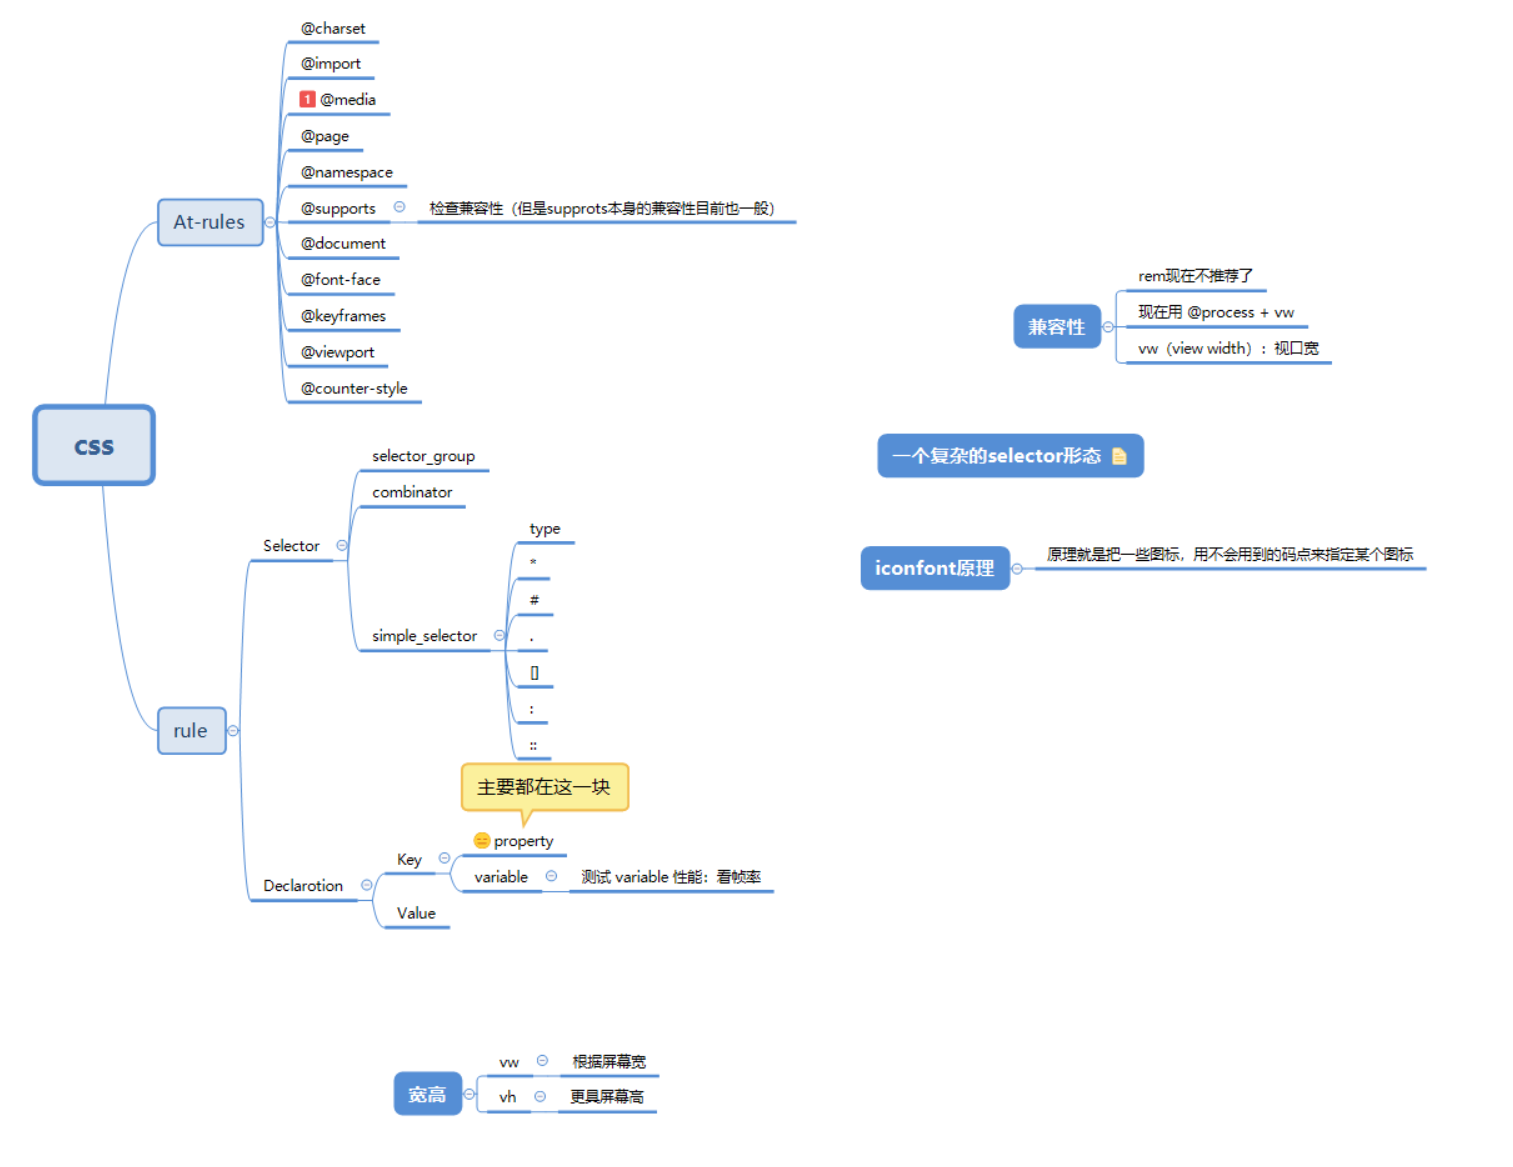 css
At-rules
@charset
@import
1 @media
@page
@namespace
@supports
检查兼容性（但是supprots本身的兼容性目前也一般）
@document
@font-face
@keyframes
@viewport
@counter-style
rule
Selector
selector_group
combinator
simple_selector
type
*
#
.
[]
:
::
Declarotion
Key
主要都在这一块
property
variable
测试 variable 性能：看帧率
Value
兼容性
rem现在不推荐了
现在用 @process + vw
vw（view width）：视口宽
一个复杂的selector形态
iconfont原理
原理就是把一些图标，用不会用到的码点来指定某个图标
宽高
vw
根据屏幕宽
vh
更具屏幕高